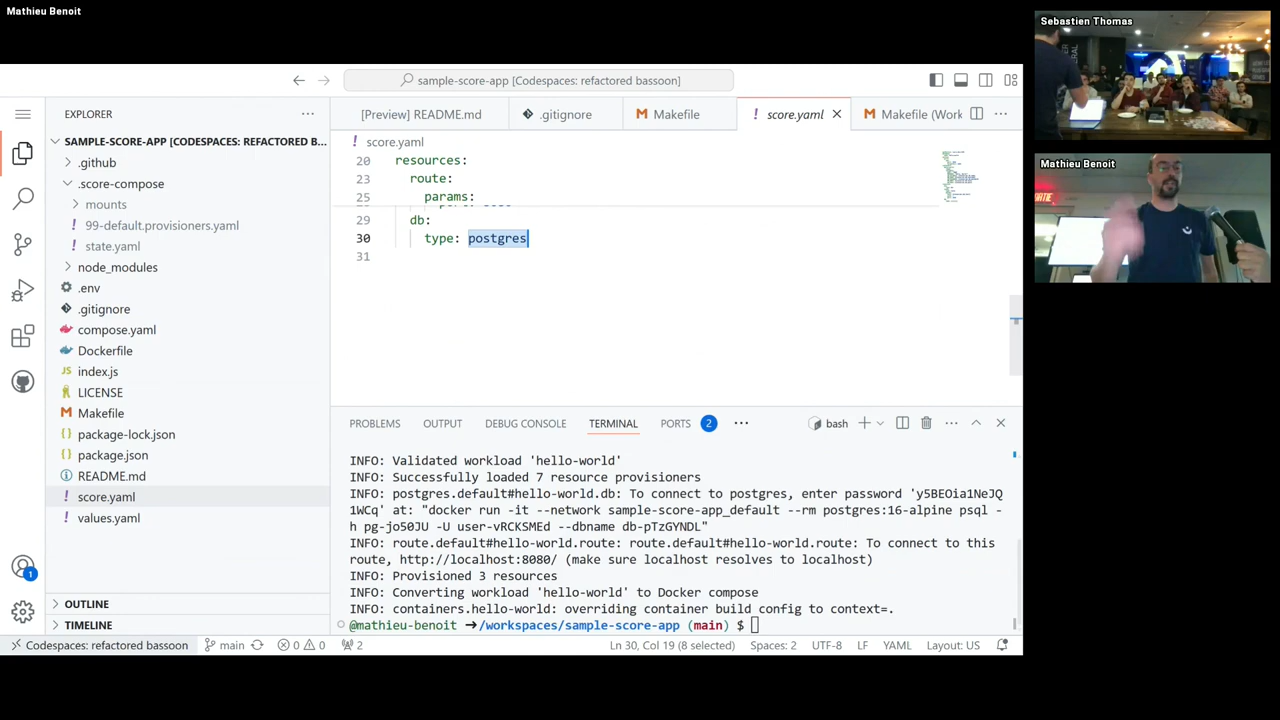 Mathieu Benoit
Sebastien Thomas
Mathieu Benoit
sample-score-app [Codespaces: refactored bassoon]
EXPLORER
[Preview] README.md
.gitignore
Makefile
score.yaml
Makefile (Work
SAMPLE-SCORE-APP [CODESPACES: REFACTORED B...
.github
.score-compose
mounts
99-default.provisioners.yaml
state.yaml
node_modules
.env
.gitignore
compose.yaml
Dockerfile
index.js
LICENSE
Makefile
package-lock.json
package.json
README.md
score.yaml
values.yaml
OUTLINE
TIMELINE
score.yaml
20 resources:
23 route:
25 params:
29 db:
30 type: postgres
31
PROBLEMS OUTPUT DEBUG CONSOLE TERMINAL PORTS 2
bash
INFO: Validated workload 'hello-world'
INFO: Successfully loaded 7 resource provisioners
INFO: postgres.default#hello-world.db: To connect to postgres, enter password 'y5BEOia1NeJQ
1WCq' at: "docker run -it --network sample-score-app_default --rm postgres:16-alpine psql -
h pg-jo50JU -U user-vRCKSMEd --dbname db-pTzGYNDL"
INFO: route.default#hello-world.route: route.default#hello-world.route: To connect to this
route, http://localhost:8080/ (make sure localhost resolves to localhost)
INFO: Provisioned 3 resources
INFO: Converting workload 'hello-world' to Docker compose
INFO: containers.hello-world: overriding container build config to context=.
@mathieu-benoit ➜/workspaces/sample-score-app (main) $
1
Codespaces: refactored bassoon main 0 0 2 Ln 30, Col 19 (8 selected) Spaces: 2 UTF-8 LF YAML Layout: US